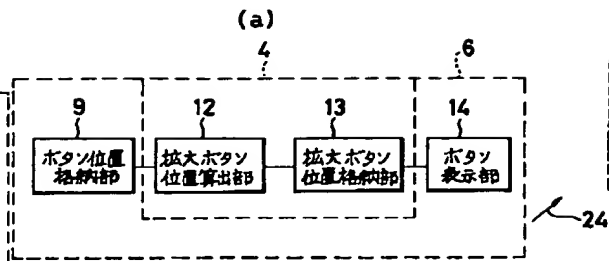 (a)
4
6
9
12
13
14
ボタン位置
格納部
拡大ボタン
位置算出部
拡大ボタン
位置格納部
ボタン
表示部
24